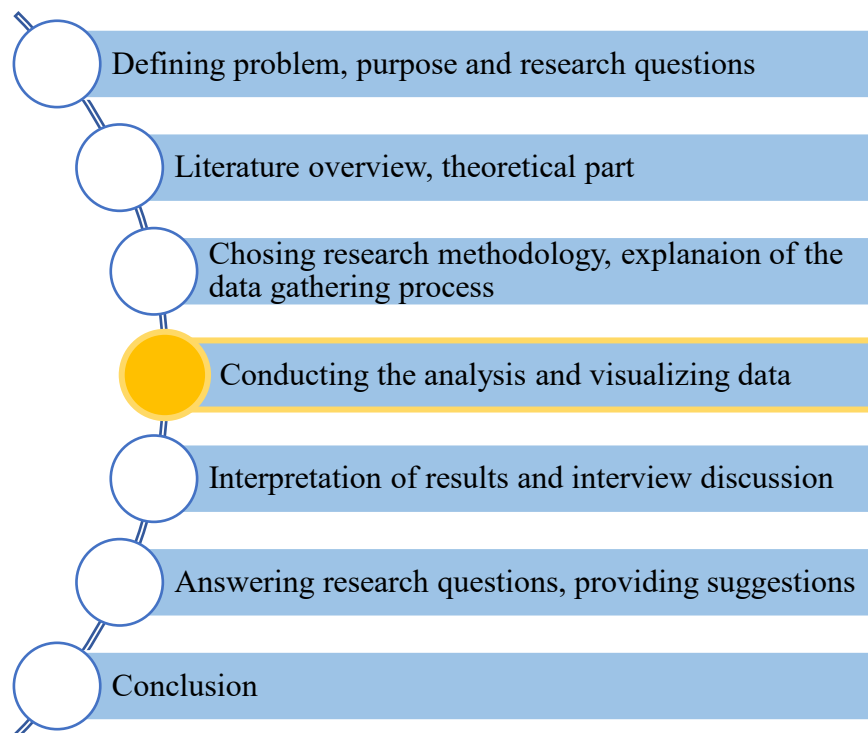 Defining problem, purpose and research questions
Literature overview, theoretical part
Chosing research methodology, explanaion of the
data gathering process
Conducting the analysis and visualizing data
Interpretation of results and interview discussion
Answering research questions, providing suggestions
Conclusion